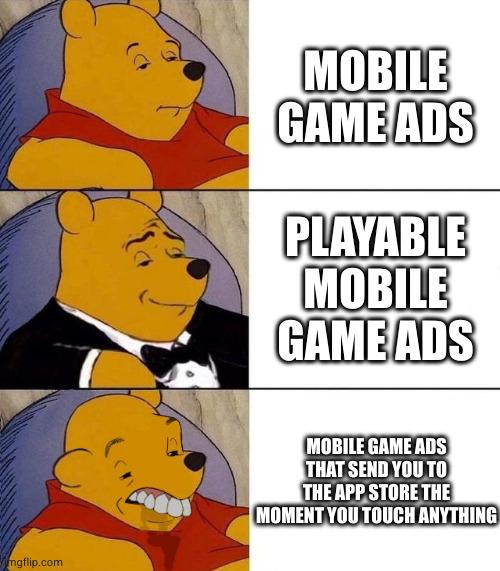 MOBILE
GAME ADS
PLAYABLE
MOBILE
GAME ADS
MOBILE GAME ADS
THAT SEND YOU TO
THE APP STORE THE
MOMENT YOU TOUCH ANYTHING
imgflip.com